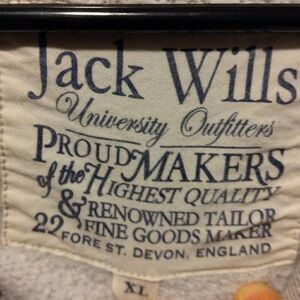 Jack Wills
University Outfitters
PROUD MAKERS
of the HIGHEST QUALITY
& RENOWNED TAILOR
FINE GOODS MAKER
22 FORE ST. DEVON, ENGLAND
XL